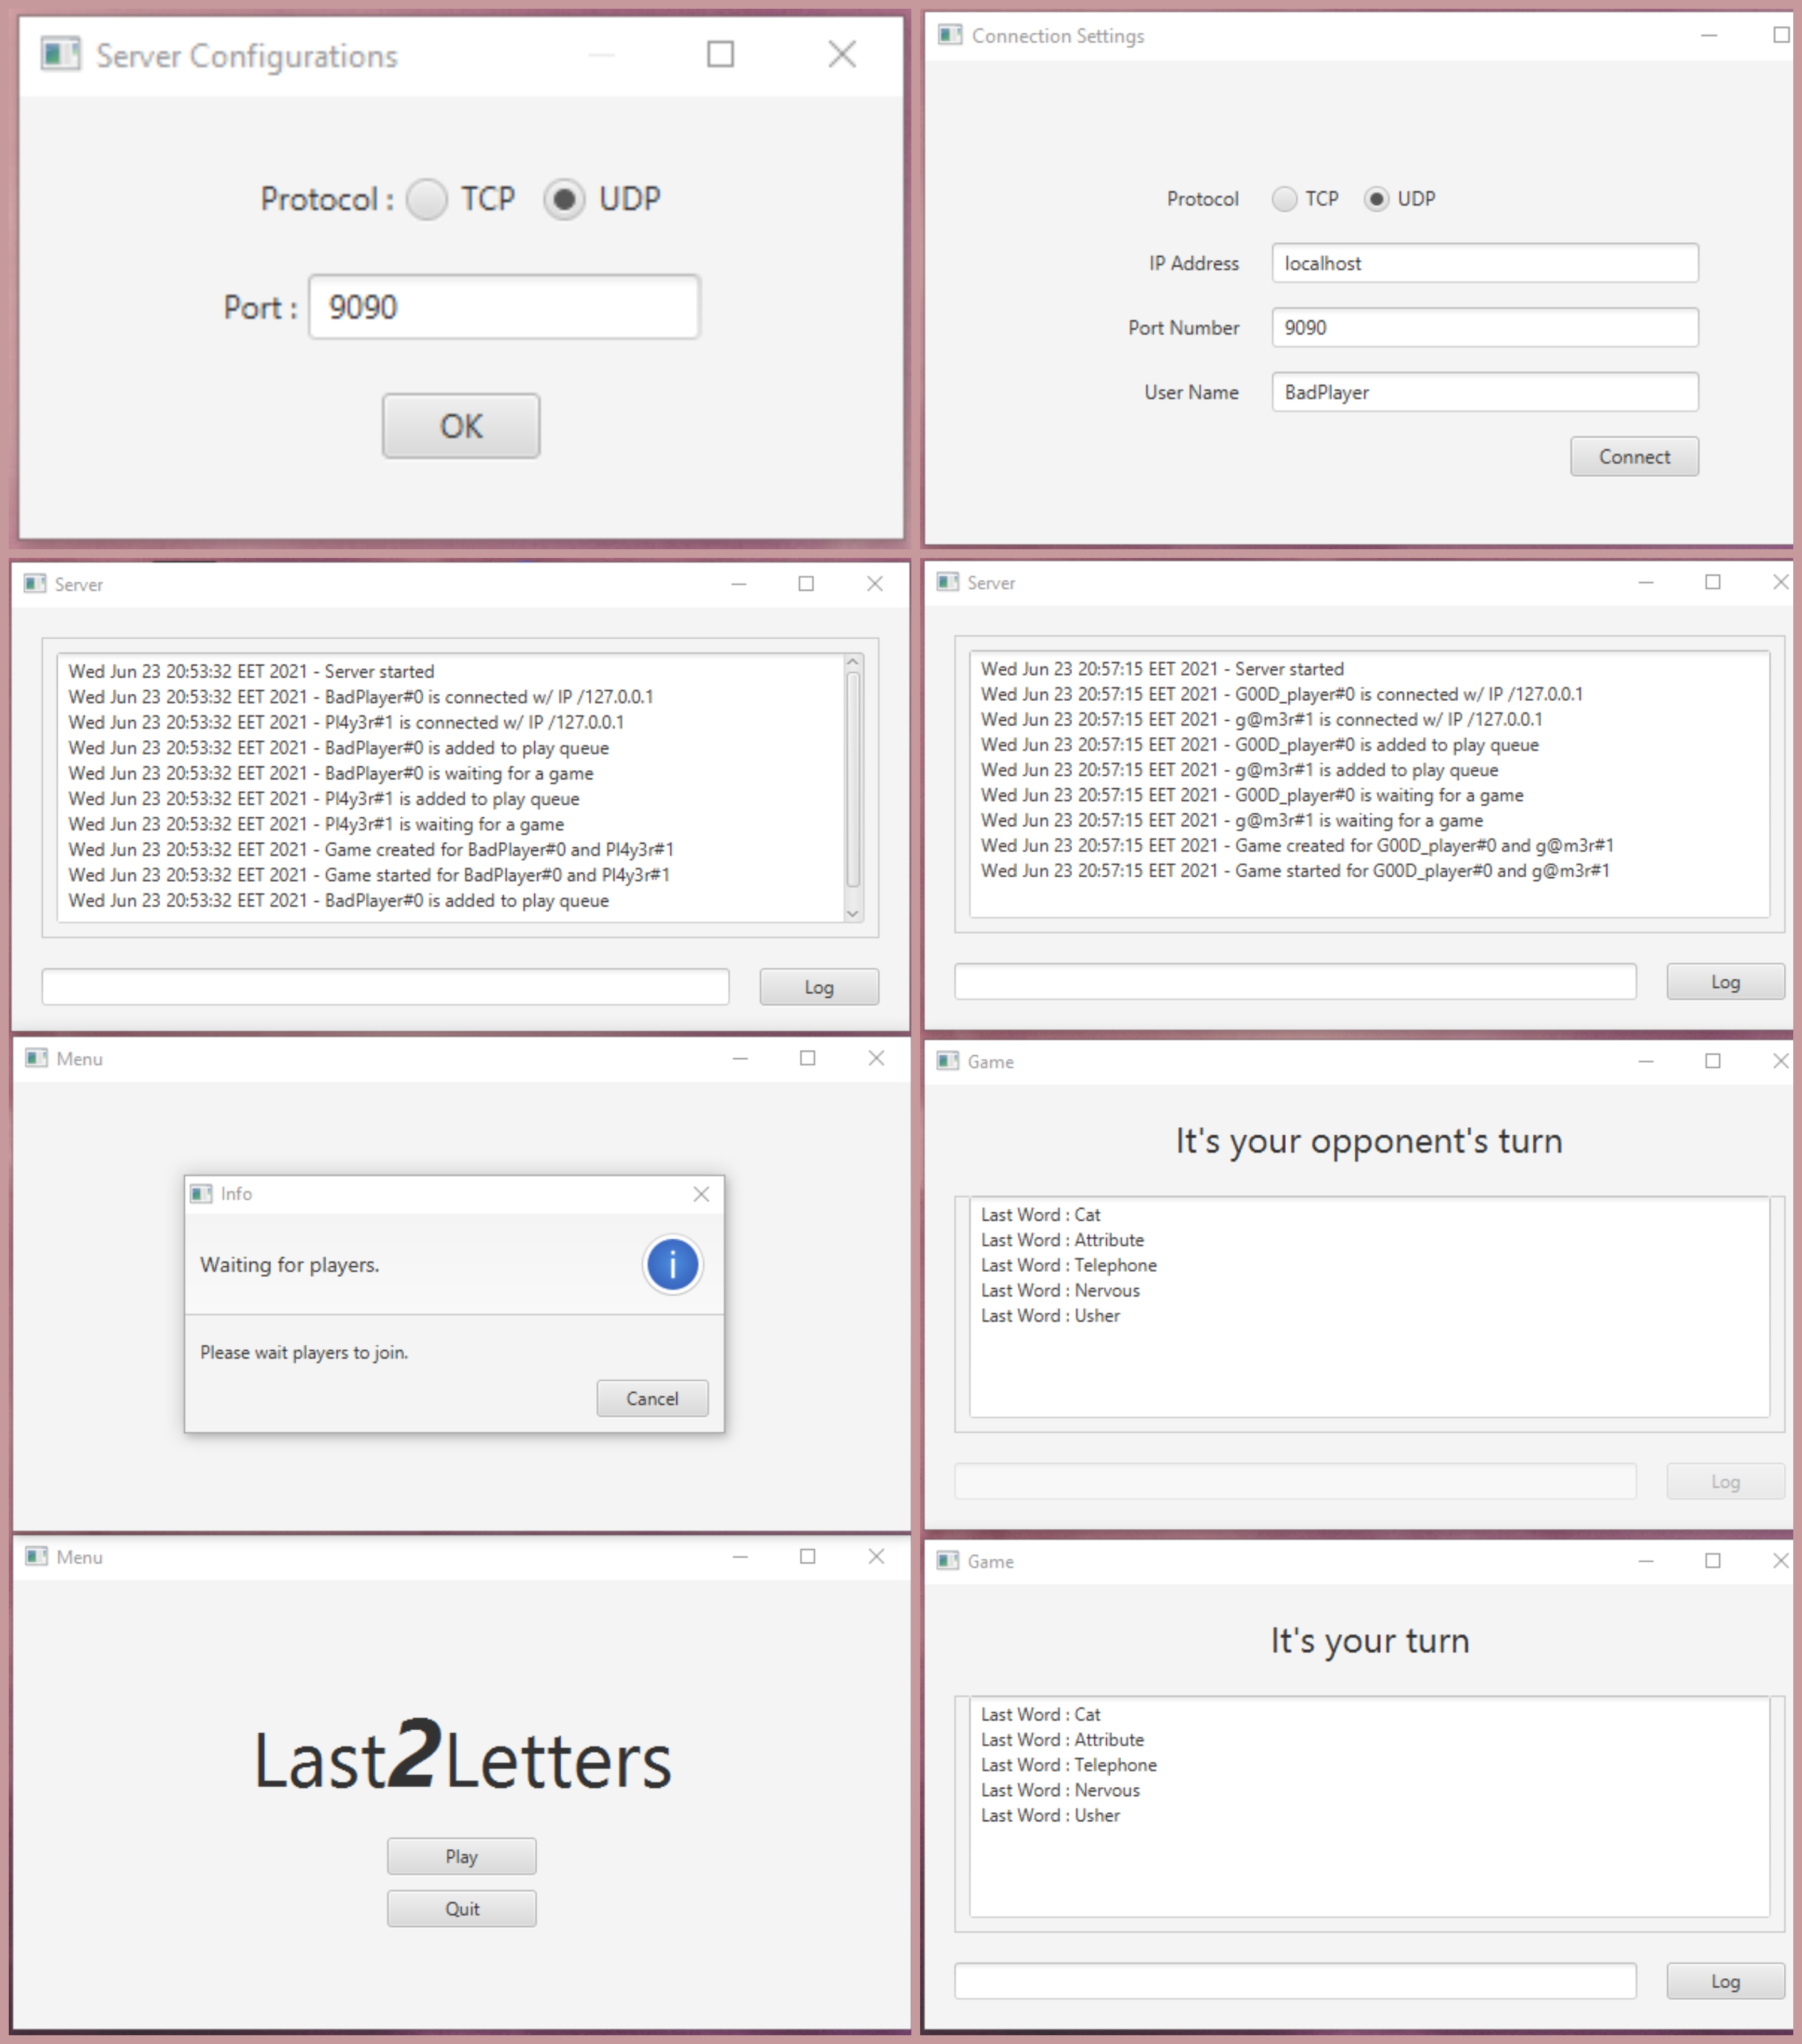 Server Configurations
Protocol : TCP UDP
Port : 9090
OK
Connection Settings
Protocol TCP UDP
IP Address localhost
Port Number 9090
User Name BadPlayer
Connect
Server
Wed Jun 23 20:53:32 EET 2021 - Server started
Wed Jun 23 20:53:32 EET 2021 - BadPlayer#0 is connected w/ IP /127.0.0.1
Wed Jun 23 20:53:32 EET 2021 - Pl4y3r#1 is connected w/ IP /127.0.0.1
Wed Jun 23 20:53:32 EET 2021 - BadPlayer#0 is added to play queue
Wed Jun 23 20:53:32 EET 2021 - BadPlayer#0 is waiting for a game
Wed Jun 23 20:53:32 EET 2021 - Pl4y3r#1 is added to play queue
Wed Jun 23 20:53:32 EET 2021 - Pl4y3r#1 is waiting for a game
Wed Jun 23 20:53:32 EET 2021 - Game created for BadPlayer#0 and Pl4y3r#1
Wed Jun 23 20:53:32 EET 2021 - Game started for BadPlayer#0 and Pl4y3r#1
Wed Jun 23 20:53:32 EET 2021 - BadPlayer#0 is added to play queue
Log
Server
Wed Jun 23 20:57:15 EET 2021 - Server started
Wed Jun 23 20:57:15 EET 2021 - G00D_player#0 is connected w/ IP /127.0.0.1
Wed Jun 23 20:57:15 EET 2021 - g@m3r#1 is connected w/ IP /127.0.0.1
Wed Jun 23 20:57:15 EET 2021 - G00D_player#0 is added to play queue
Wed Jun 23 20:57:15 EET 2021 - g@m3r#1 is added to play queue
Wed Jun 23 20:57:15 EET 2021 - G00D_player#0 is waiting for a game
Wed Jun 23 20:57:15 EET 2021 - g@m3r#1 is waiting for a game
Wed Jun 23 20:57:15 EET 2021 - Game created for G00D_player#0 and g@m3r#1
Wed Jun 23 20:57:15 EET 2021 - Game started for G00D_player#0 and g@m3r#1
Log
Menu
Info
Waiting for players.
Please wait players to join.
Cancel
Game
It's your opponent's turn
Last Word : Cat
Last Word : Attribute
Last Word : Telephone
Last Word : Nervous
Last Word : Usher
Log
Menu
Last2Letters
Play
Quit
Game
It's your turn
Last Word : Cat
Last Word : Attribute
Last Word : Telephone
Last Word : Nervous
Last Word : Usher
Log